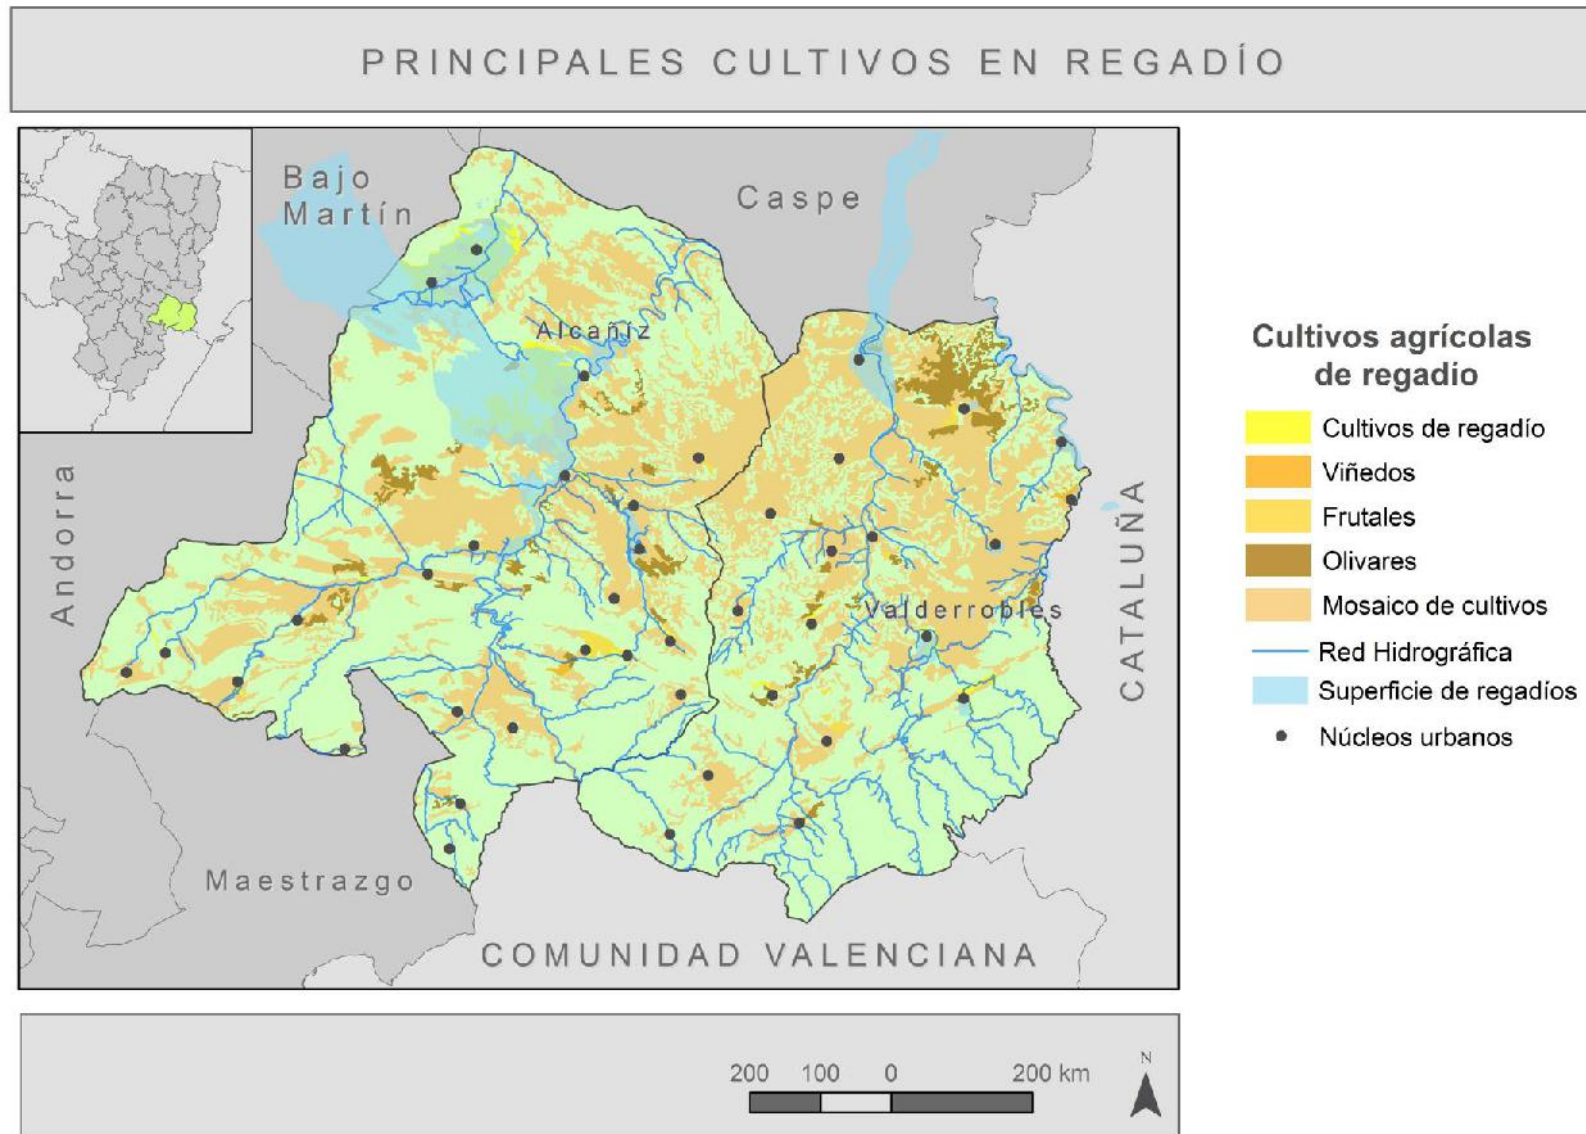 PRINCIPALES CULTIVOS EN REGADÍO
Bajo
Martín
Caspe
Alcañíz
Andorra
Valderrobles
CATALUÑA
Maestrazgo
COMUNIDAD VALENCIANA
Cultivos agrícolas
de regadío
Cultivos de regadío
Viñedos
Frutales
Olivares
Mosaico de cultivos
Red Hidrográfica
Superficie de regadíos
Núcleos urbanos
200 100 0 200 km
N